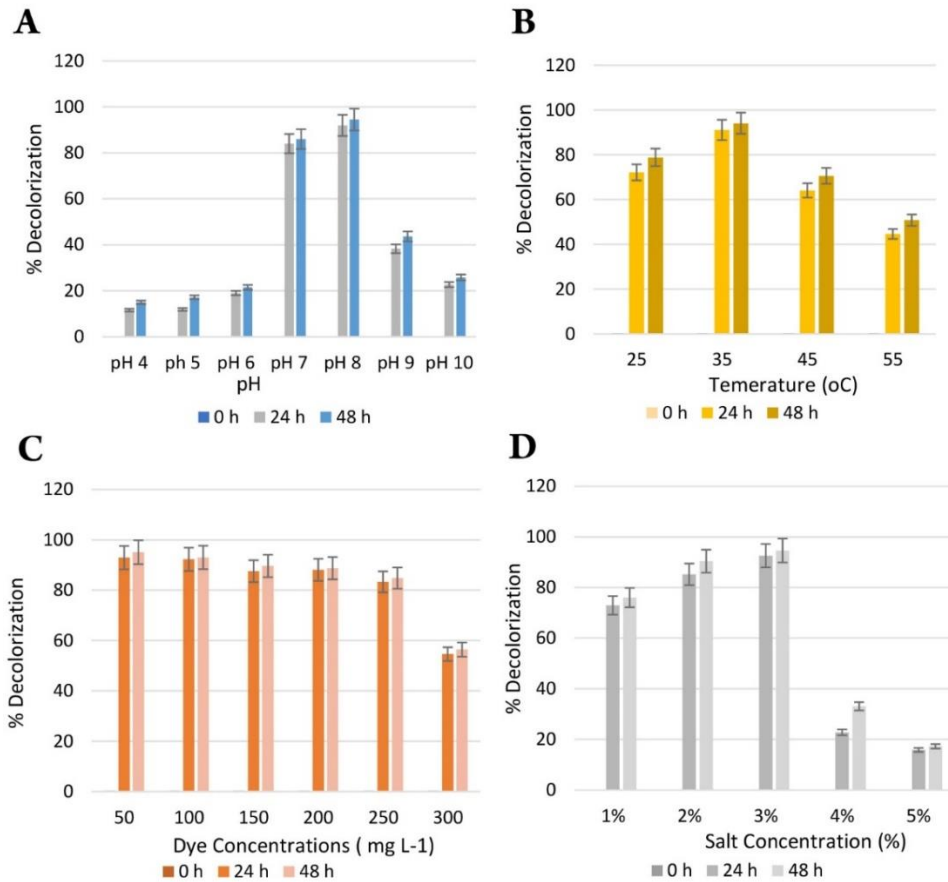 A
120
100
80
60
40
20
0
% Decolorization
pH 4 ph 5 pH 6 pH 7 pH 8 pH 9 pH 10
pH
0 h 24 h 48 h
B
120
100
80
60
40
20
0
% Decolorization
25 35 45 55
Temerature (oC)
0 h 24 h 48 h
C
120
100
80
60
40
20
0
% Decolorization
50 100 150 200 250 300
Dye Concentrations ( mg L-1)
0 h 24 h 48 h
D
120
100
80
60
40
20
0
% Decolorization
1% 2% 3% 4% 5%
Salt Concentration (%)
0 h 24 h 48 h